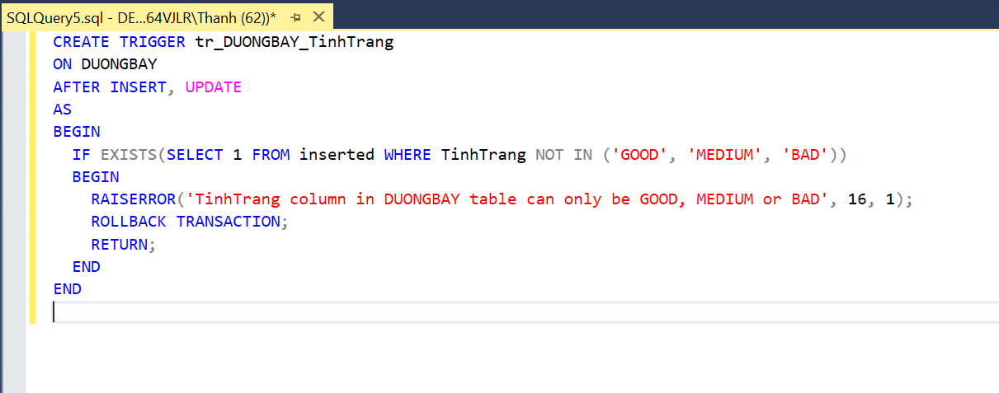 SQLQuery5.sql - DE...64VJLR\Thanh (62))*
CREATE TRIGGER tr_DUONGBAY_TinhTrang
ON DUONGBAY
AFTER INSERT, UPDATE
AS
BEGIN
  IF EXISTS(SELECT 1 FROM inserted WHERE TinhTrang NOT IN ('GOOD', 'MEDIUM', 'BAD'))
  BEGIN
    RAISERROR('TinhTrang column in DUONGBAY table can only be GOOD, MEDIUM or BAD', 16, 1);
    ROLLBACK TRANSACTION;
    RETURN;
  END
END